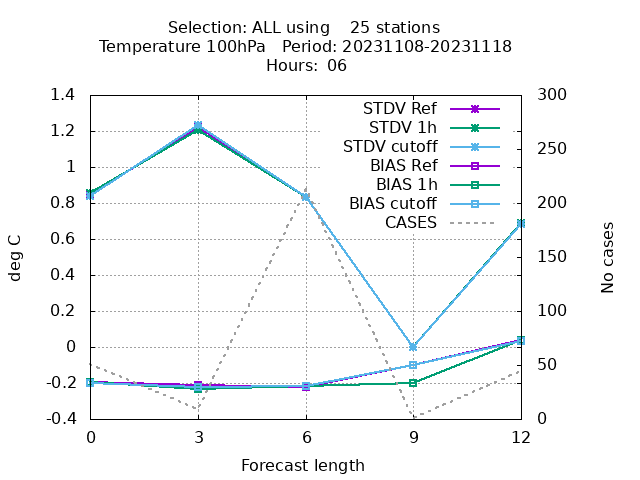 Selection: ALL using    25 stations
Temperature 100hPa   Period: 20231108-20231118
Hours: 06
1.4
1.2
1
0.8
0.6
0.4
0.2
0
-0.2
-0.4
deg C
300
250
200
150
100
50
0
No cases
STDV Ref
STDV 1h
STDV cutoff
BIAS Ref
BIAS 1h
BIAS cutoff
CASES
0 3 6 9 12
Forecast length